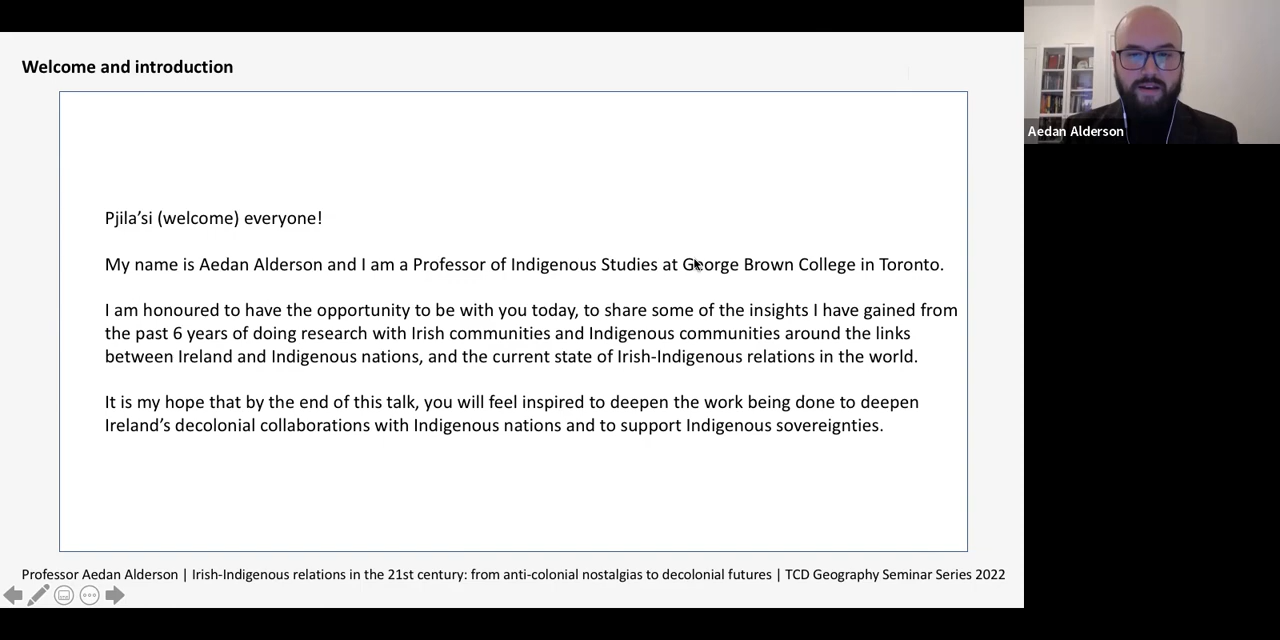 Welcome and introduction
Pjila’si (welcome) everyone!
My name is Aedan Alderson and I am a Professor of Indigenous Studies at George Brown College in Toronto.
I am honoured to have the opportunity to be with you today, to share some of the insights I have gained from
the past 6 years of doing research with Irish communities and Indigenous communities around the links
between Ireland and Indigenous nations, and the current state of Irish-Indigenous relations in the world.
It is my hope that by the end of this talk, you will feel inspired to deepen the work being done to deepen
Ireland’s decolonial collaborations with Indigenous nations and to support Indigenous sovereignties.
Professor Aedan Alderson | Irish-Indigenous relations in the 21st century: from anti-colonial nostalgias to decolonial futures | TCD Geography Seminar Series 2022
Aedan Alderson